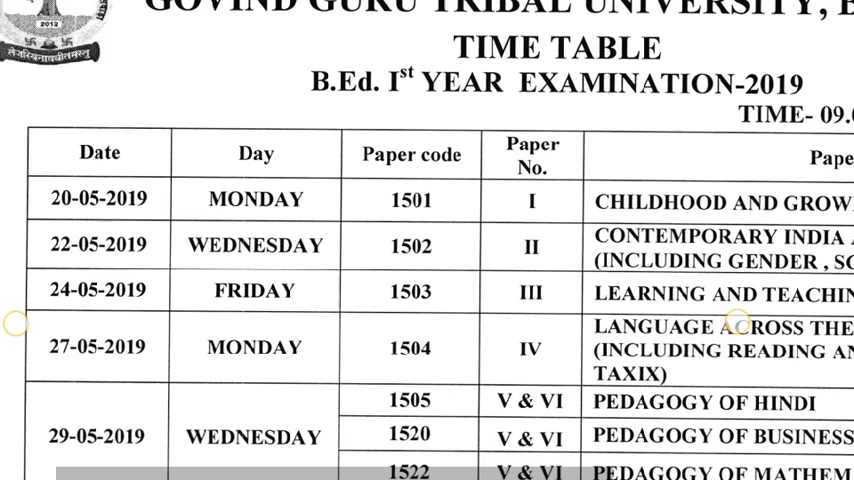 GOVIND GURU TRIBAL UNIVERSITY,
2012
तेजस्विनावधीतमस्तु
TIME TABLE
B.Ed. Ist YEAR EXAMINATION-2019
TIME- 09.
Date Day Paper code Paper No. Pape
20-05-2019 MONDAY 1501 I CHILDHOOD AND GROW
22-05-2019 WEDNESDAY 1502 II CONTEMPORARY INDIA
(INCLUDING GENDER , SC
24-05-2019 FRIDAY 1503 III LEARNING AND TEACHIN
27-05-2019 MONDAY 1504 IV LANGUAGE ACROSS THE
(INCLUDING READING AN
TAXIX)
29-05-2019 WEDNESDAY 1505 V & VI PEDAGOGY OF HINDI
1520 V & VI PEDAGOGY OF BUSINESS
1522 V & VI PEDAGOGY OF MATHEM